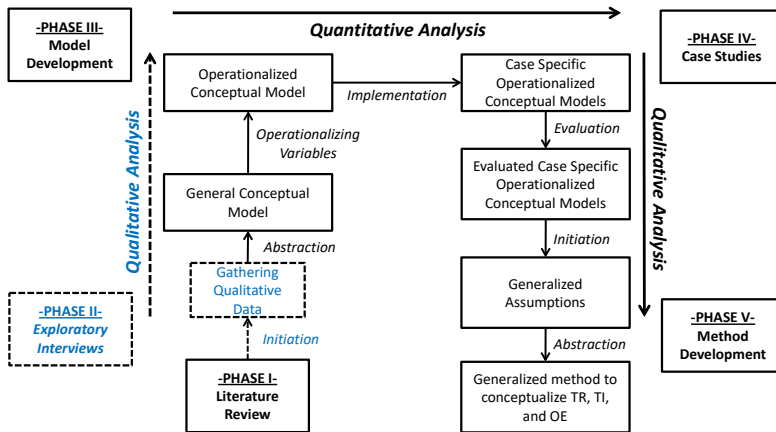 Quantitative Analysis
-PHASE III-
Model
Development
-PHASE IV-
Case Studies
Operationalized
Conceptual Model
Implementation
Case Specific
Operationalized
Conceptual Models
Qualitative Analysis
Operationalizing
Variables
Evaluation
Qualitative Analysis
General Conceptual
Model
Evaluated Case Specific
Operationalized
Conceptual Models
Abstraction
Initiation
Gathering
Qualitative
Data
Generalized
Assumptions
-PHASE II-
Exploratory
Interviews
-PHASE V-
Method
Development
Initiation
Abstraction
-PHASE I-
Literature
Review
Generalized method to
conceptualize TR, TI,
and OE